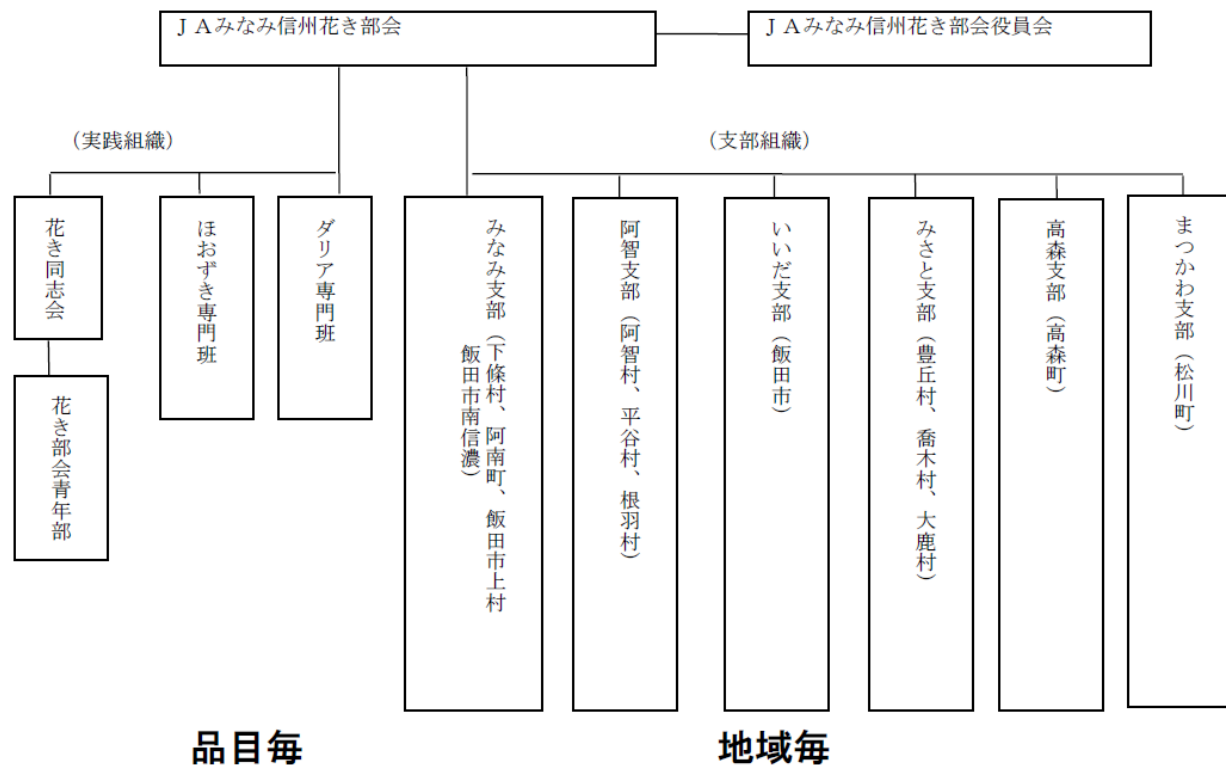 ＪＡみなみ信州花き部会
ＪＡみなみ信州花き部会役員会
（実践組織）
（支部組織）
花き同志会
花き部会青年部
ほおずき専門班
ダリア専門班
みなみ支部（下條村、阿南町、飯田市上村
飯田市南信濃）
阿智支部（阿智村、平谷村、根羽村）
いいだ支部（飯田市）
みさと支部（豊丘村、喬木村、大鹿村）
高森支部（高森町）
まつかわ支部（松川町）
品目毎
地域毎